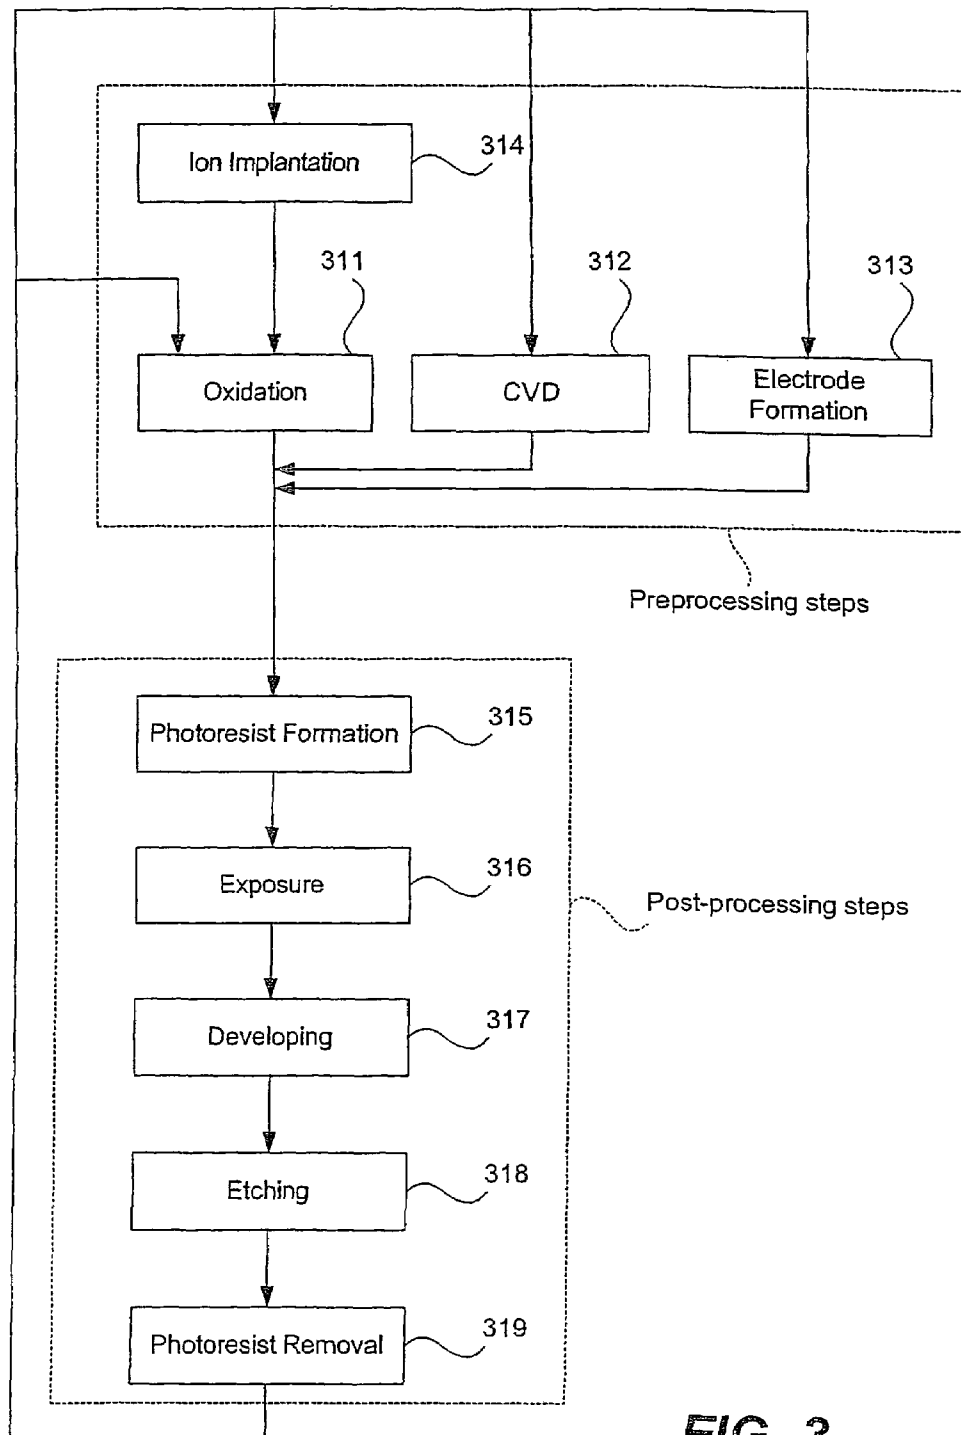 314
Ion Implantation
311
312
313
Oxidation
CVD
Electrode
Formation
Preprocessing steps
Photoresist Formation
315
Exposure
316
Post-processing steps
Developing
317
Etching
318
Photoresist Removal
319
FIG.